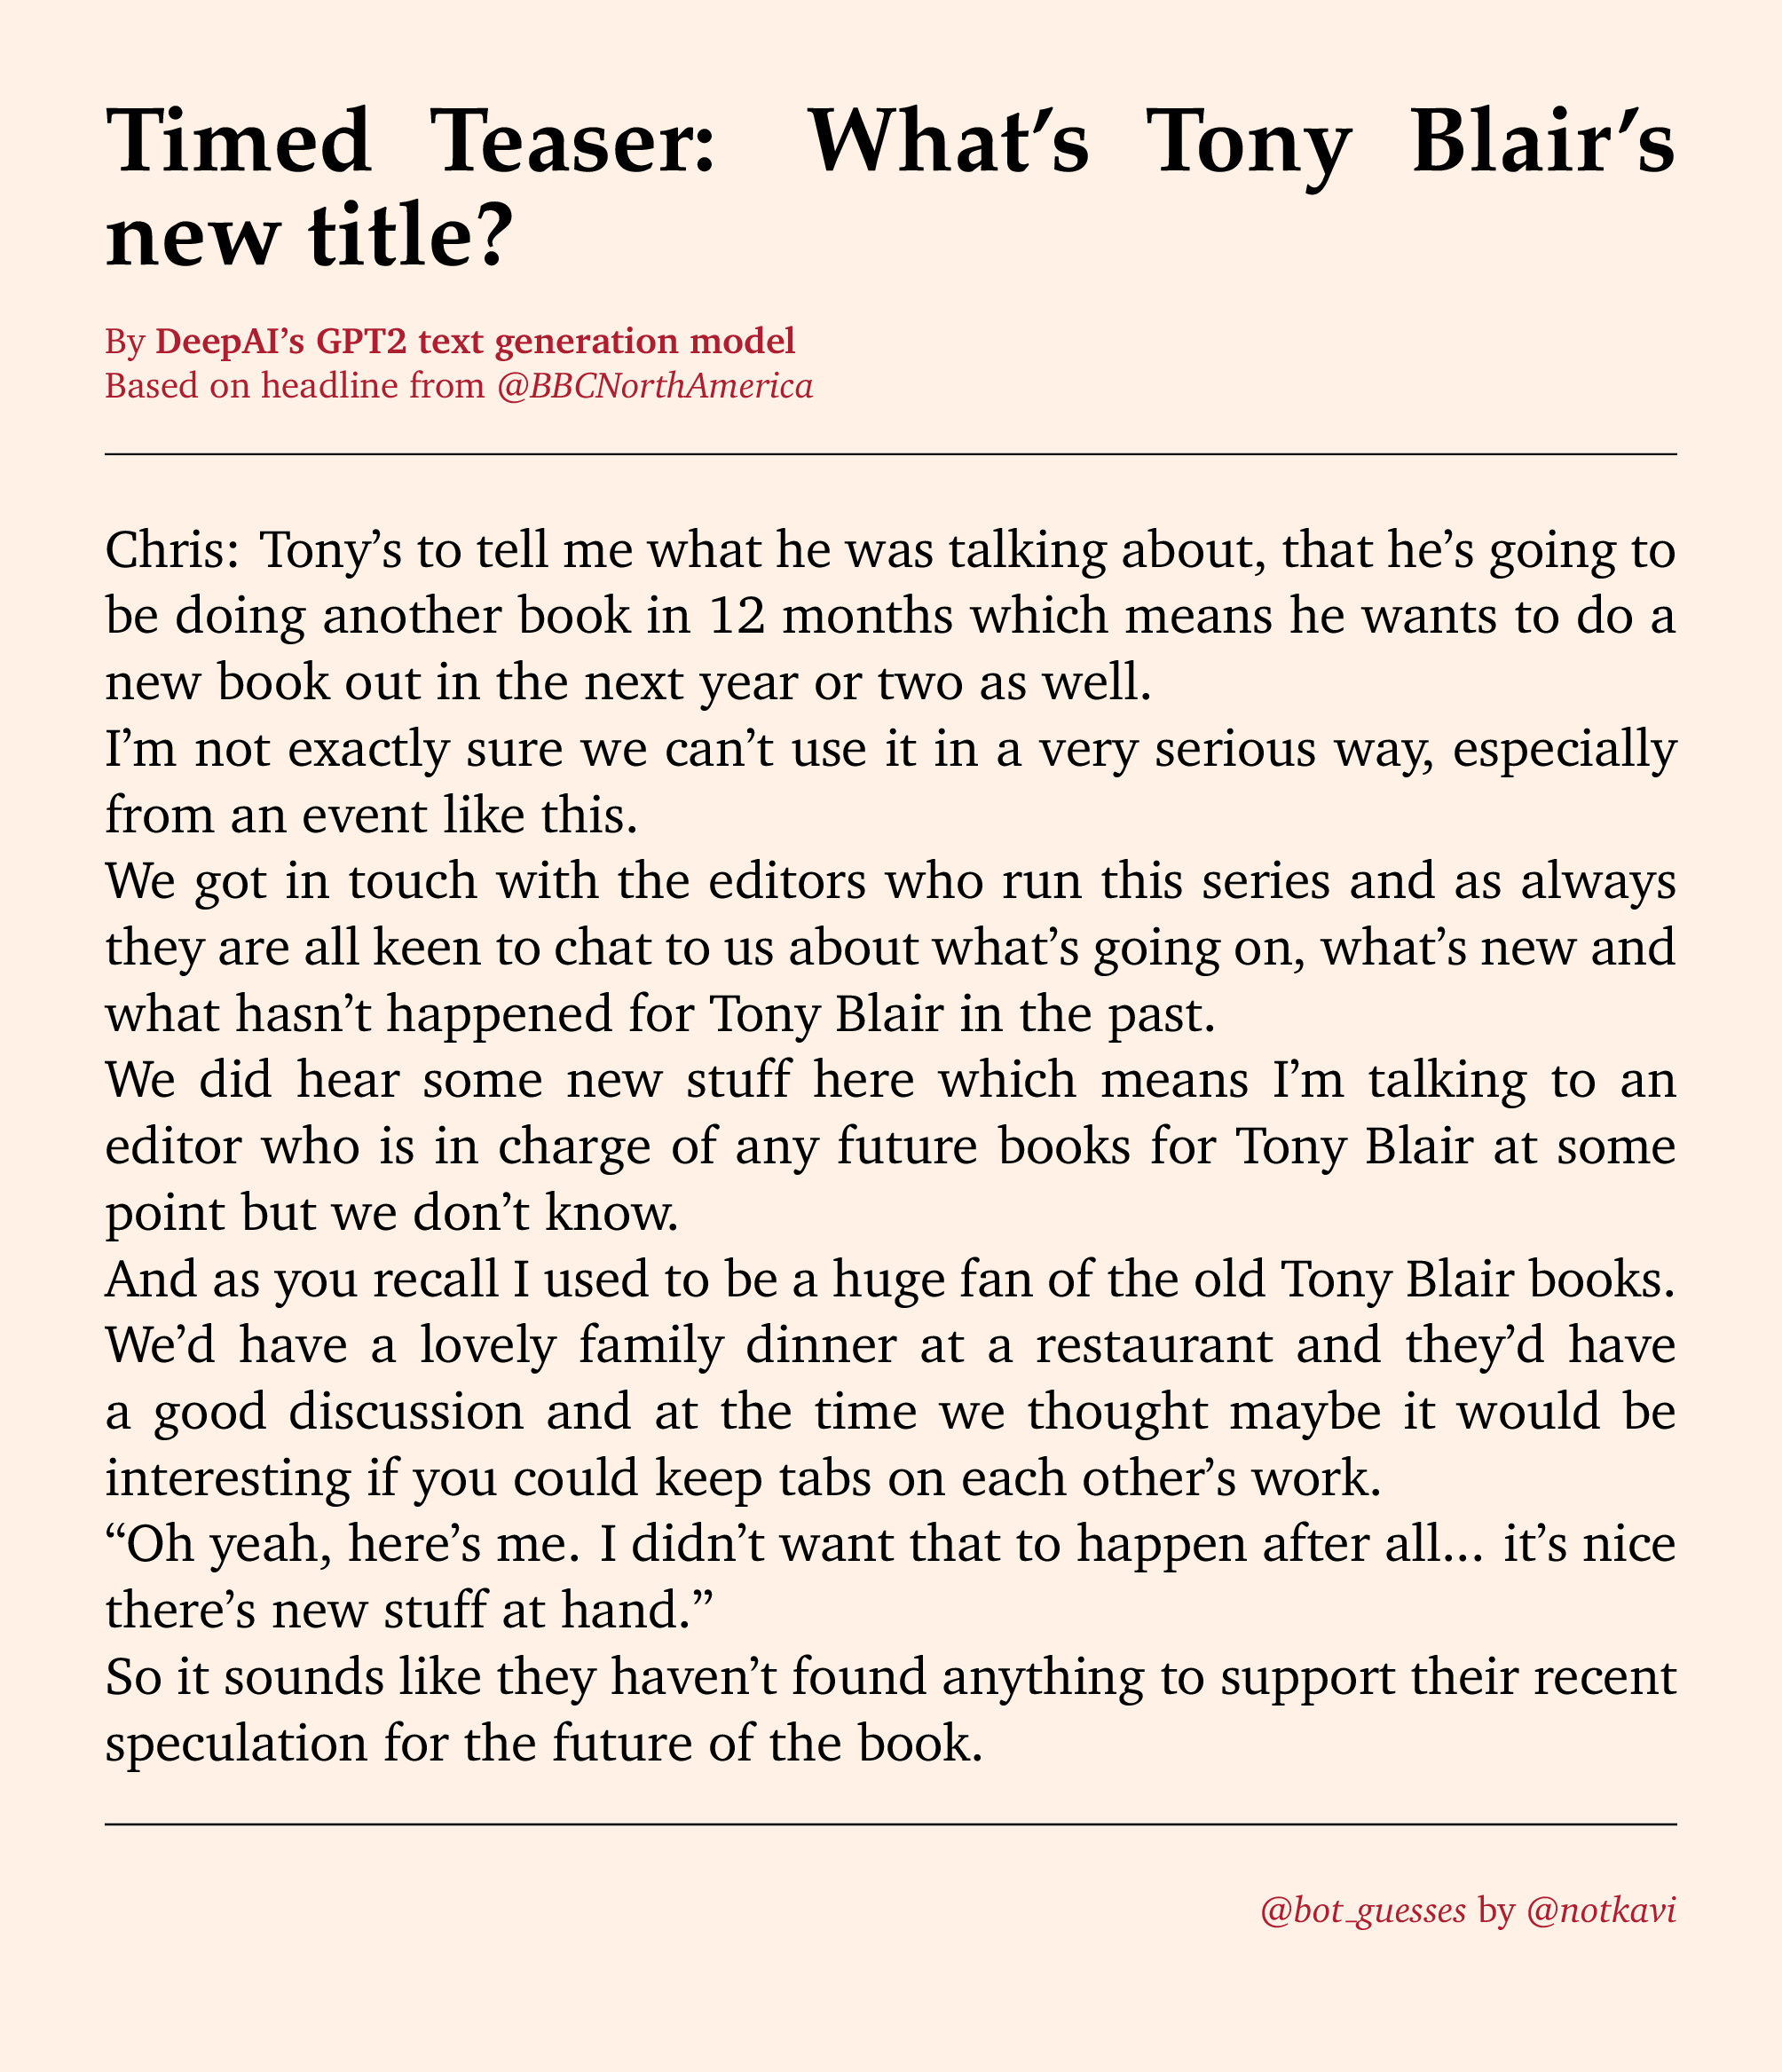 Timed Teaser: What's Tony Blair's
new title?
By DeepAI's GPT2 text generation model
Based on headline from @BBCNorthAmerica
Chris: Tony's to tell me what he was talking about, that he's going to
be doing another book in 12 months which means he wants to do a
new book out in the next year or two as well.
I'm not exactly sure we can't use it in a very serious way, especially
from an event like this.
We got in touch with the editors who run this series and as always
they are all keen to chat to us about what's going on, what's new and
what hasn't happened for Tony Blair in the past.
We did hear some new stuff here which means I'm talking to an
editor who is in charge of any future books for Tony Blair at some
point but we don't know.
And as you recall I used to be a huge fan of the old Tony Blair books.
We'd have a lovely family dinner at a restaurant and they'd have
a good discussion and at the time we thought maybe it would be
interesting if you could keep tabs on each other's work.
“Oh yeah, here's me. I didn't want that to happen after all... it's nice
there's new stuff at hand.”
So it sounds like they haven't found anything to support their recent
speculation for the future of the book.
@bot_guesses by @notkavi